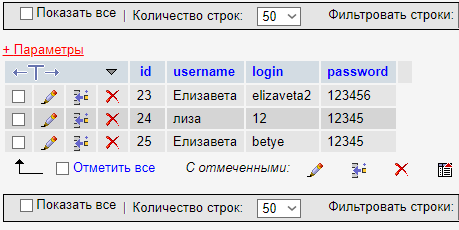 Показать все | Количество строк: 50 Фильтровать строки:
+ Параметры
id username login password
23 Елизавета elizaveta2 123456
24 лиза 12 12345
25 Елизавета betye 12345
Отметить все С отмеченными:
Показать все | Количество строк: 50 Фильтровать строки: